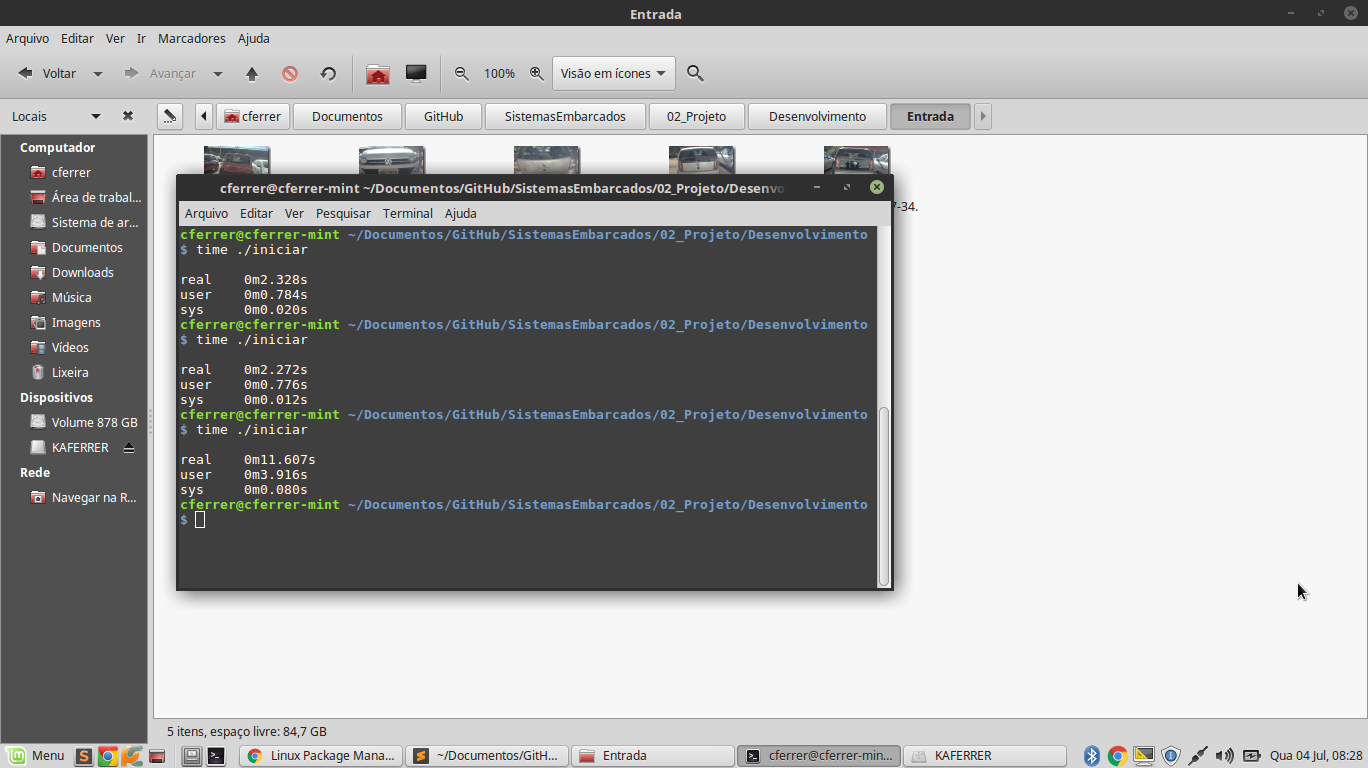 Entrada
Arquivo Editar Ver Ir Marcadores Ajuda
Voltar Avançar 100% Visão em ícones
Locais cferrer Documentos GitHub SistemasEmbarcados 02_Projeto Desenvolvimento Entrada
Computador
cferrer
Área de trabal...
Sistema de ar...
Documentos
Downloads
Música
Imagens
Vídeos
Lixeira
Dispositivos
Volume 878 GB
KAFERRER
Rede
Navegar na R...
7-34.
cferrer@cferrer-mint ~/Documentos/GitHub/SistemasEmbarcados/02_Projeto/Desenvo
Arquivo Editar Ver Pesquisar Terminal Ajuda
cferrer@cferrer-mint ~/Documentos/GitHub/SistemasEmbarcados/02_Projeto/Desenvolvimento
$ time ./iniciar
real 0m2.328s
user 0m0.784s
sys 0m0.020s
cferrer@cferrer-mint ~/Documentos/GitHub/SistemasEmbarcados/02_Projeto/Desenvolvimento
$ time ./iniciar
real 0m2.272s
user 0m0.776s
sys 0m0.012s
cferrer@cferrer-mint ~/Documentos/GitHub/SistemasEmbarcados/02_Projeto/Desenvolvimento
$ time ./iniciar
real 0m11.607s
user 0m3.916s
sys 0m0.080s
cferrer@cferrer-mint ~/Documentos/GitHub/SistemasEmbarcados/02_Projeto/Desenvolvimento
$
5 itens, espaço livre: 84,7 GB
Menu Linux Package Mana... ~/Documentos/GitH... Entrada cferrer@cferrer-min... KAFERRER Qua 04 Jul, 08:28